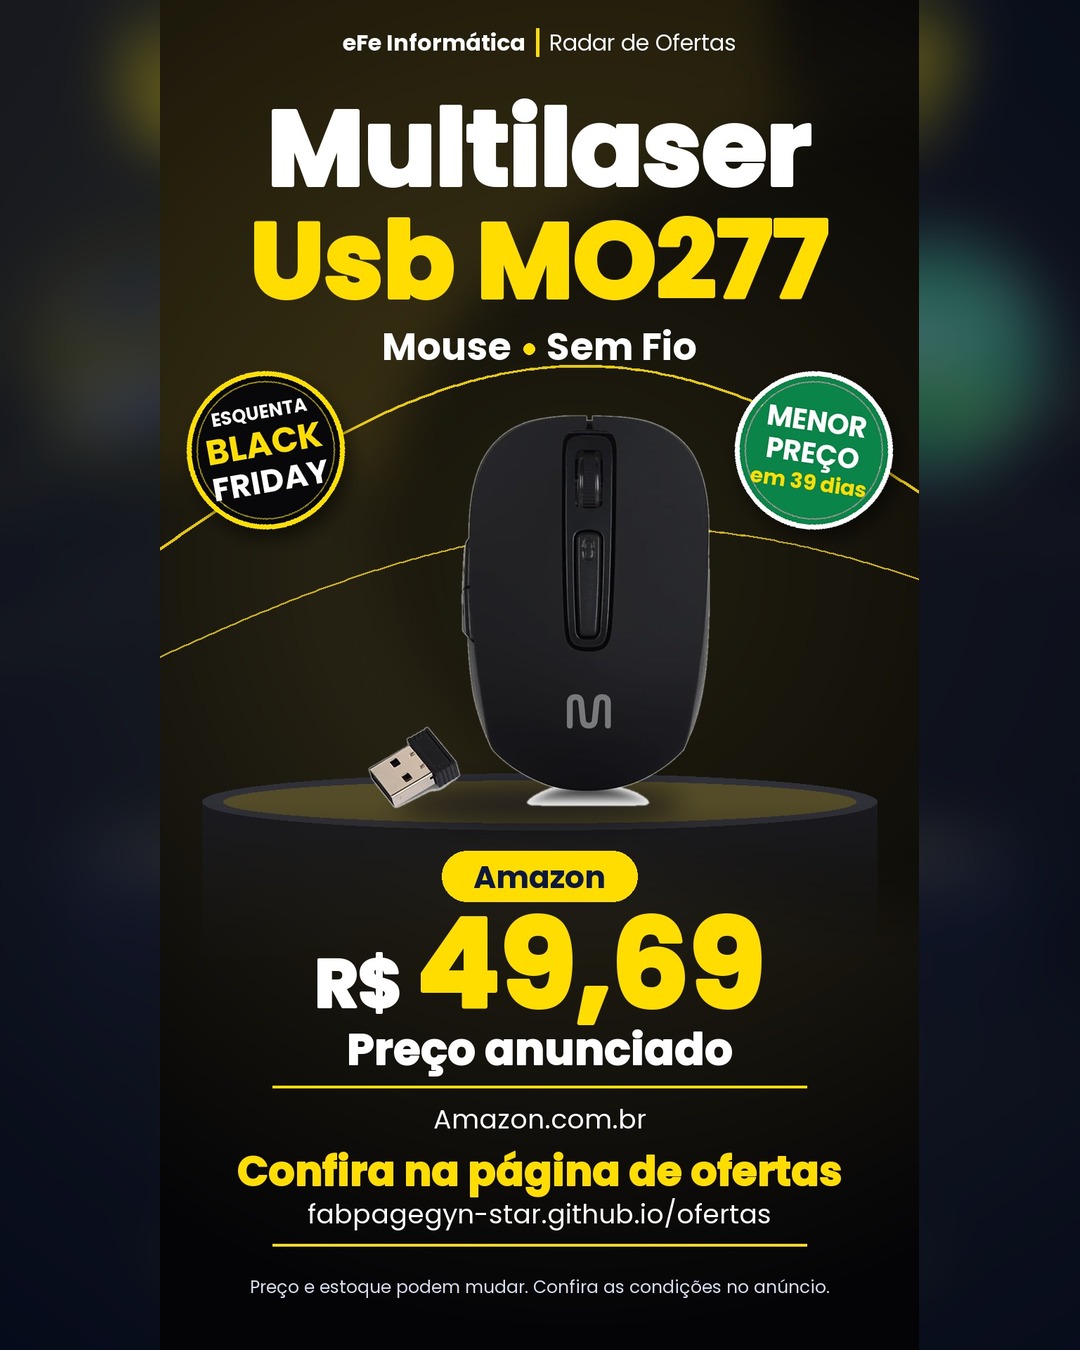 eFe Informática | Radar de Ofertas
Multilaser
Usb MO277
Mouse • Sem Fio
ESQUENTA
BLACK
FRIDAY
MENOR
PREÇO
em 39 dias
Amazon
R$ 49,69
Preço anunciado
Amazon.com.br
Confira na página de ofertas
fabpagegyn-star.github.io/ofertas
Preço e estoque podem mudar. Confira as condições no anúncio.